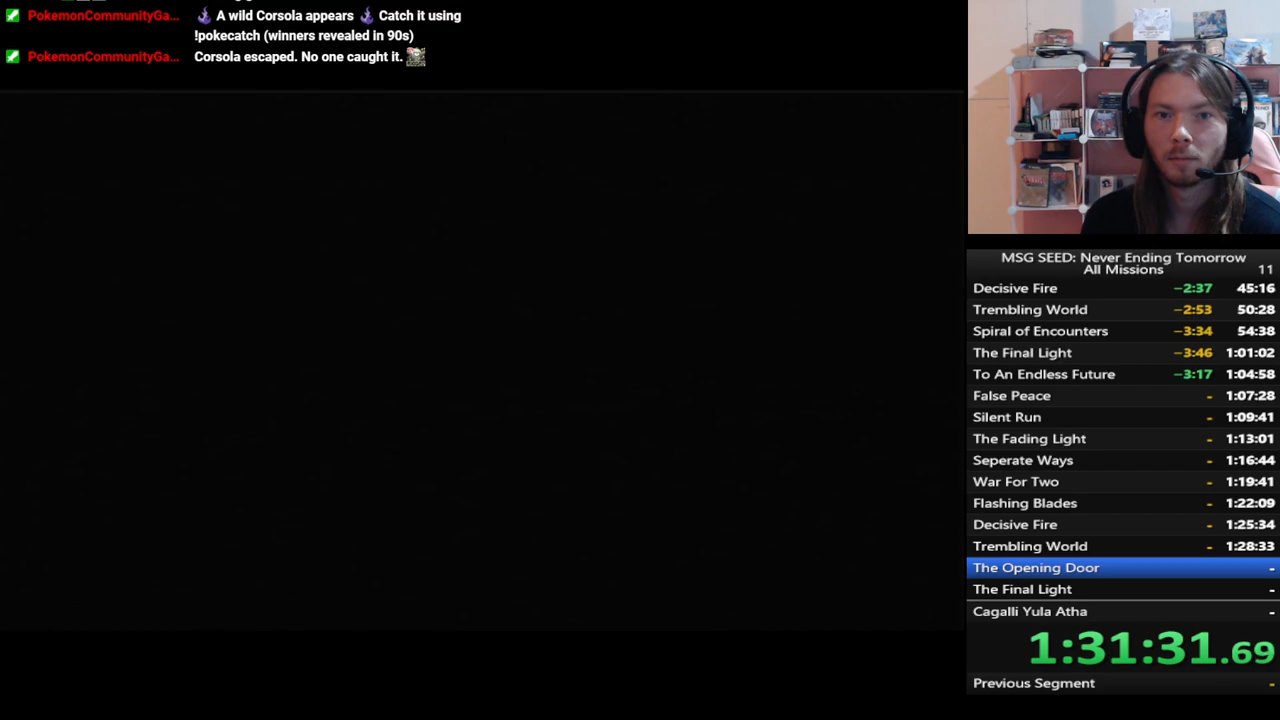 PokemonCommunityGa... A wild Corsola appears Catch it using
!pokecatch (winners revealed in 90s)
PokemonCommunityGa... Corsola escaped. No one caught it.
MSG SEED: Never Ending Tomorrow
All Missions 11
Decisive Fire −2:37 45:16
Trembling World −2:53 50:28
Spiral of Encounters −3:34 54:38
The Final Light −3:46 1:01:02
To An Endless Future −3:17 1:04:58
False Peace - 1:07:28
Silent Run - 1:09:41
The Fading Light - 1:13:01
Seperate Ways - 1:16:44
War For Two - 1:19:41
Flashing Blades - 1:22:09
Decisive Fire - 1:25:34
Trembling World - 1:28:33
The Opening Door -
The Final Light -
Cagalli Yula Atha -
1:31:31.69
Previous Segment -